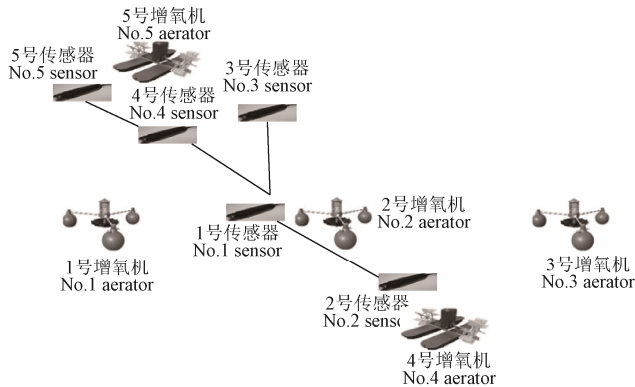 5号增氧机
No.5 aerator
5号传感器
No.5 sensor
3号传感器
No.3 sensor
4号传感器
No.4 sensor
1号增氧机
No.1 aerator
1号传感器
No.1 sensor
2号增氧机
No.2 aerator
3号增氧机
No.3 aerator
2号传感器
No.2 senso
4号增氧机
No.4 aerator